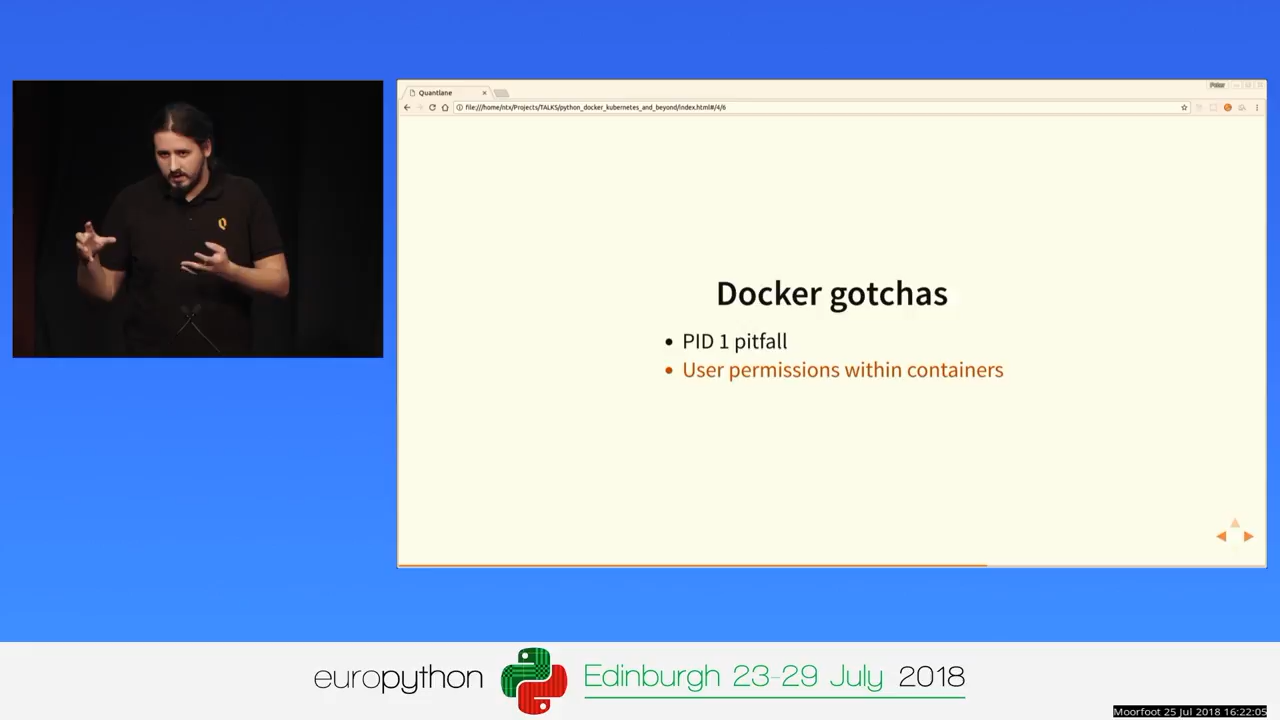 Quantlane
Peter
file:///home/ntx/Projects/TALKS/python_docker_kubernetes_and_beyond/index.html#/4/6
Docker gotchas
• PID 1 pitfall
• User permissions within containers
europython Edinburgh 23-29 July 2018
Moorfoot 25 Jul 2018 16:22:05